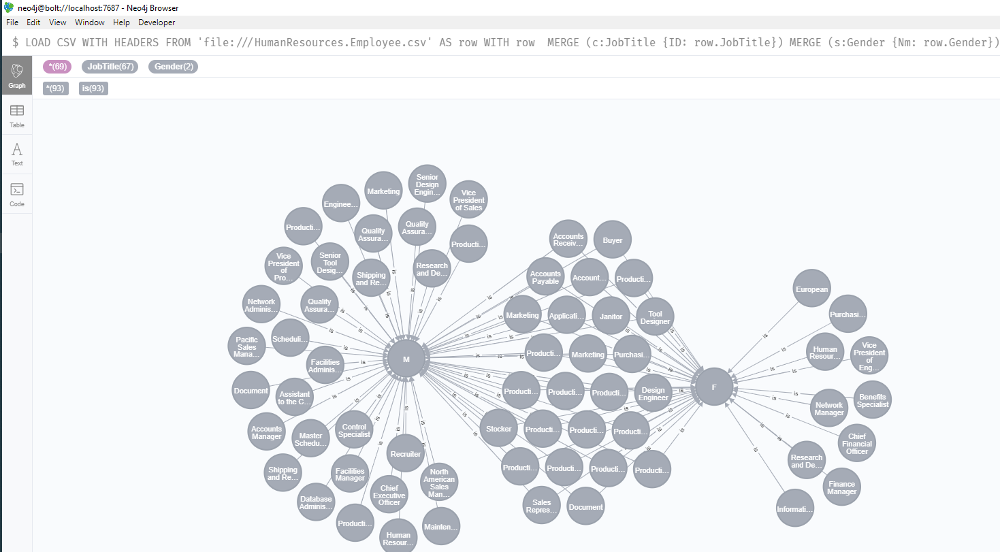 neo4j@bolt://localhost:7687 - Neo4j Browser
File Edit View Window Help Developer
$ LOAD CSV WITH HEADERS FROM 'file:///HumanResources.Employee.csv' AS row WITH row  MERGE (c:JobTitle {ID: row.JobTitle}) MERGE (s:Gender {Nm: row.Gender})
*(69) JobTitle(67) Gender(2)
*(93) is(93)
Graph
Table
Text
Code
Senior
Design
Engin...
Marketing
Vice
President
of Sales
Enginee...
Producti...
Quality
Assura...
Quality
Assura...
Producti...
Vice
President
of
Pro...
Senior
Tool
Desig...
Shipping
and Re...
Research
and De...
Network
Adminis...
Quality
Assura...
Pacific
Sales
Mana...
Scheduli...
Facilities
Adminis...
M
Document
Assistant
to the C...
Accounts
Manager
Master
Schedu...
Control
Specialist
Recruiter
Shipping
and Re...
Facilities
Manager
North
American
Sales
Man...
Database
Adminis...
Chief
Executive
Officer
Producti...
Human
Resour...
Mainten...
Accounts
Receiv...
Buyer
Accounts
Payable
Account...
Producti...
Marketing
Applicati...
Janitor
Tool
Designer
Producti...
Marketing
Purchasi...
Producti...
Producti...
Producti...
Design
Engineer
Stocker
Producti...
Producti...
Producti...
Producti...
Producti...
Producti...
Producti...
Sales
Repres...
Document
F
European
Purchasi...
Human
Resour...
Vice
President
of
Eng...
Network
Manager
Benefits
Specialist
Chief
Financial
Officer
Research
and De...
Finance
Manager
Informati...
is